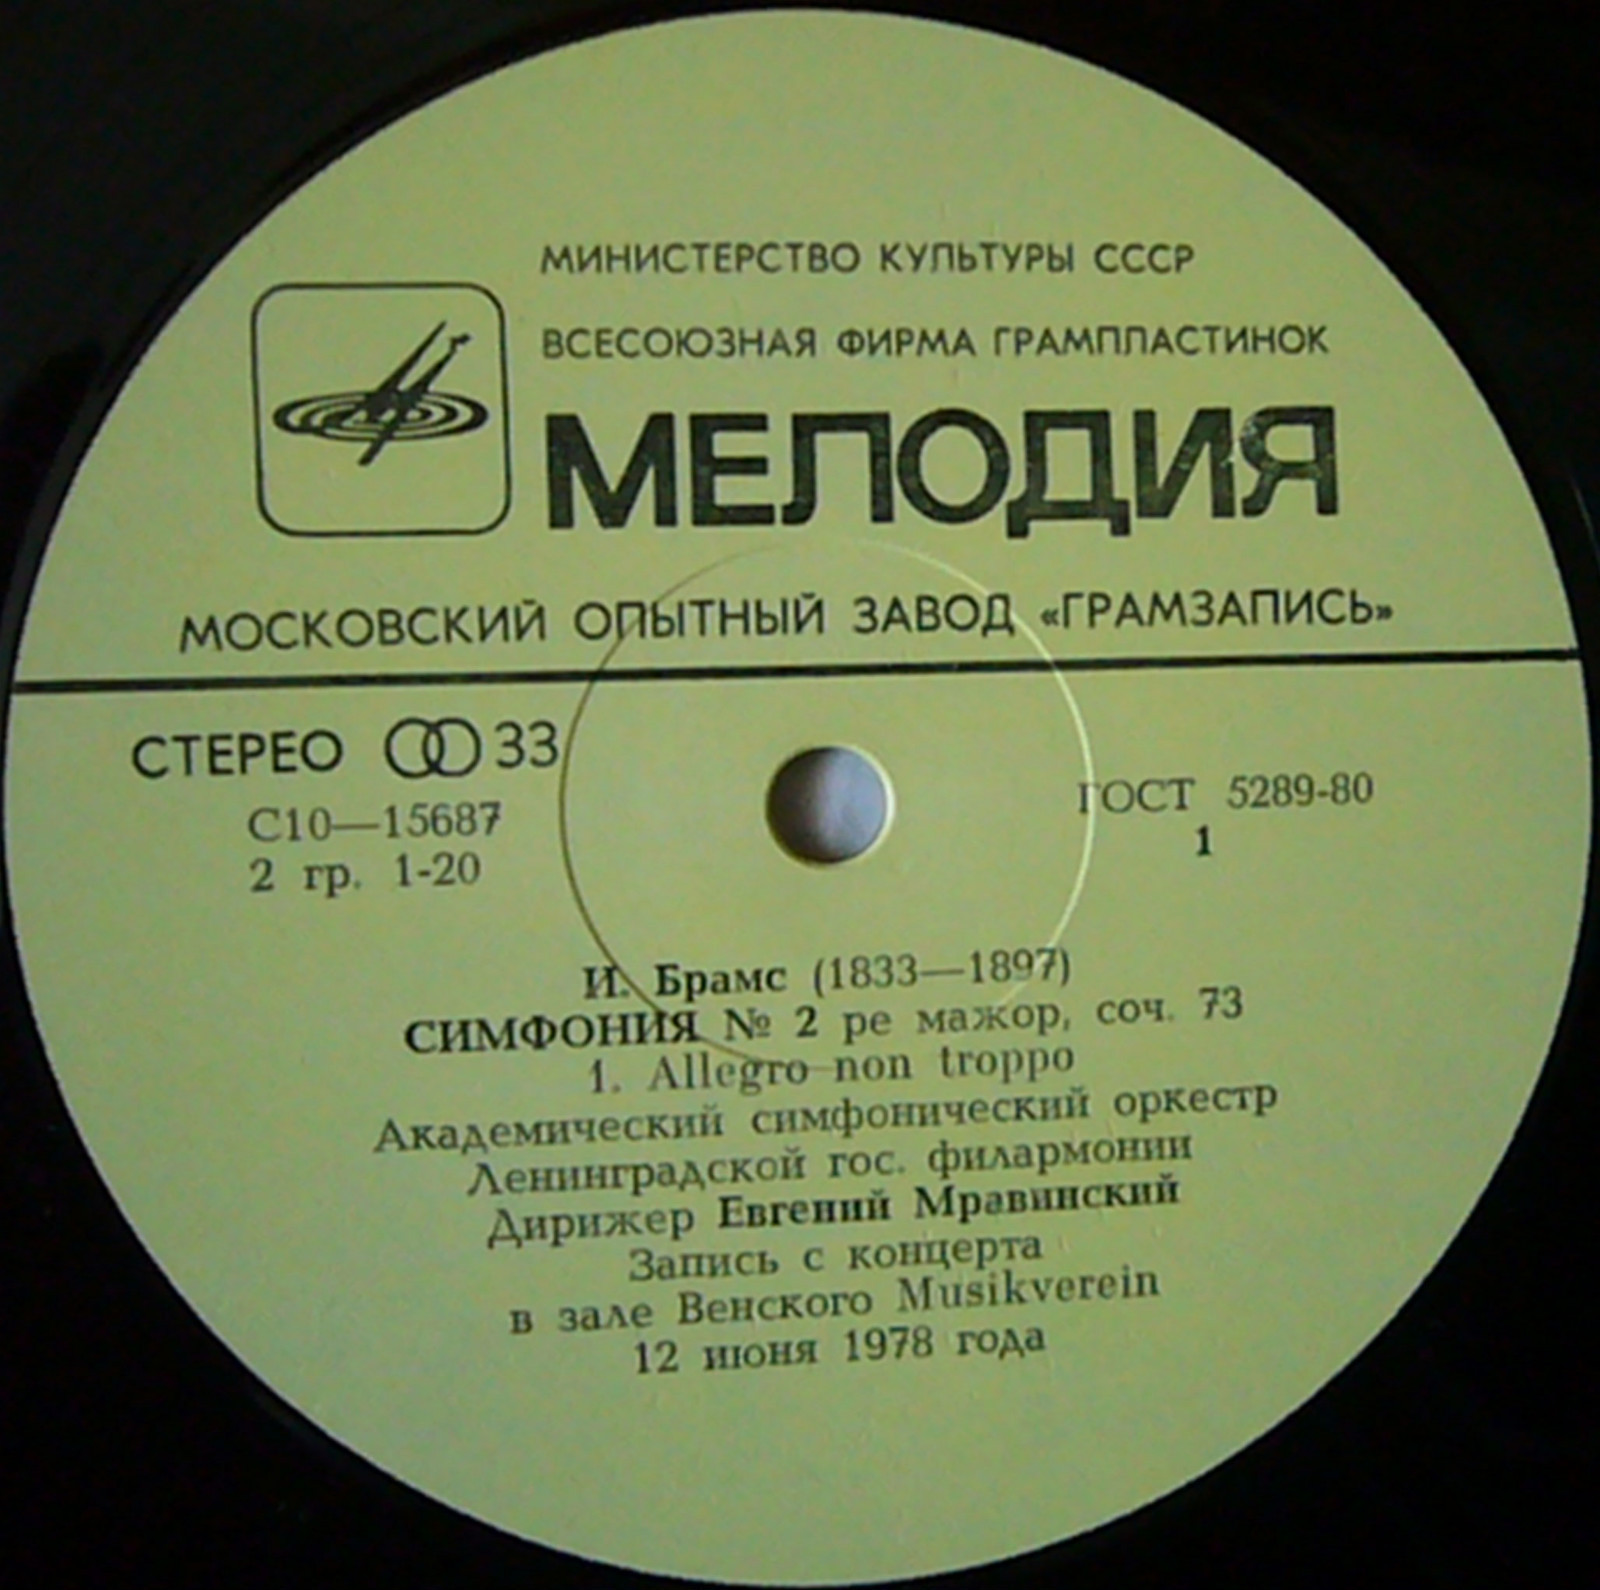 МИНИСТЕРСТВО КУЛЬТУРЫ СССР
ВСЕСОЮЗНАЯ ФИРМА ГРАМПЛАСТИНОК
МЕЛОДИЯ
МОСКОВСКИЙ ОПЫТНЫЙ ЗАВОД «ГРАМЗАПИСЬ»
СТЕРЕО 33
С10—15687
2 гр. 1-20
ГОСТ 5289-80
1
И. Брамс (1833—1897)
СИМФОНИЯ № 2 ре мажор, соч. 73
1. Allegro non troppo
Академический симфонический оркестр
Ленинградской гос. филармонии
Дирижер Евгений Мравинский
Запись с концерта
в зале Венского Musikverein
12 июня 1978 года